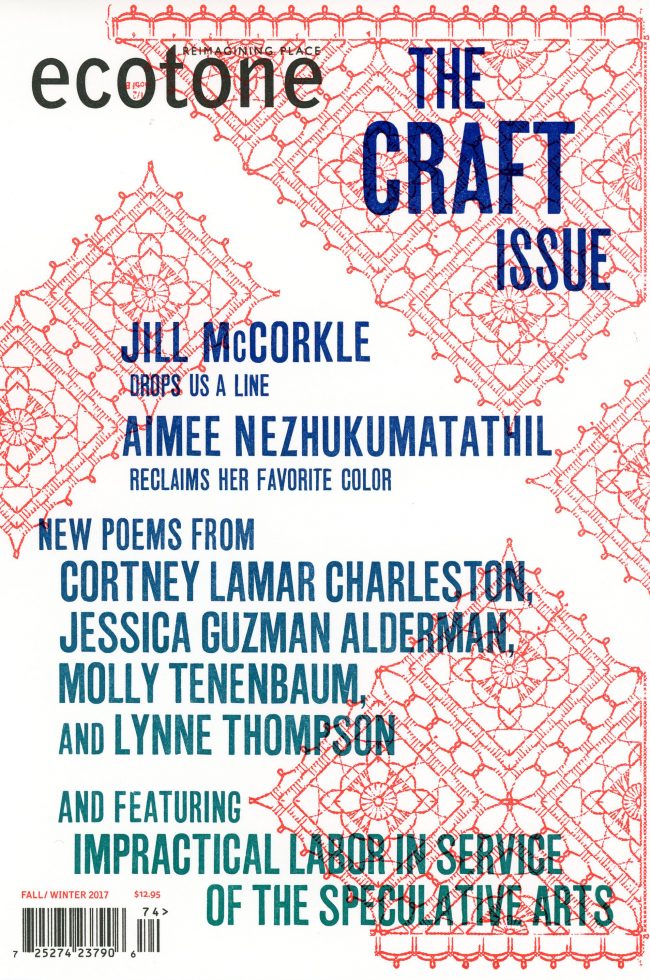 REIMAGINING PLACE
ecotone
THE
CRAFT
ISSUE
JILL McCORKLE
DROPS US A LINE
AIMEE NEZHUKUMATATHIL
RECLAIMS HER FAVORITE COLOR
NEW POEMS FROM
CORTNEY LAMAR CHARLESTON,
JESSICA GUZMAN ALDERMAN,
MOLLY TENENBAUM,
AND LYNNE THOMPSON
AND FEATURING
IMPRACTICAL LABOR IN SERVICE
OF THE SPECULATIVE ARTS
FALL/WINTER 2017 $12.95
74>
7 25274 23790 6